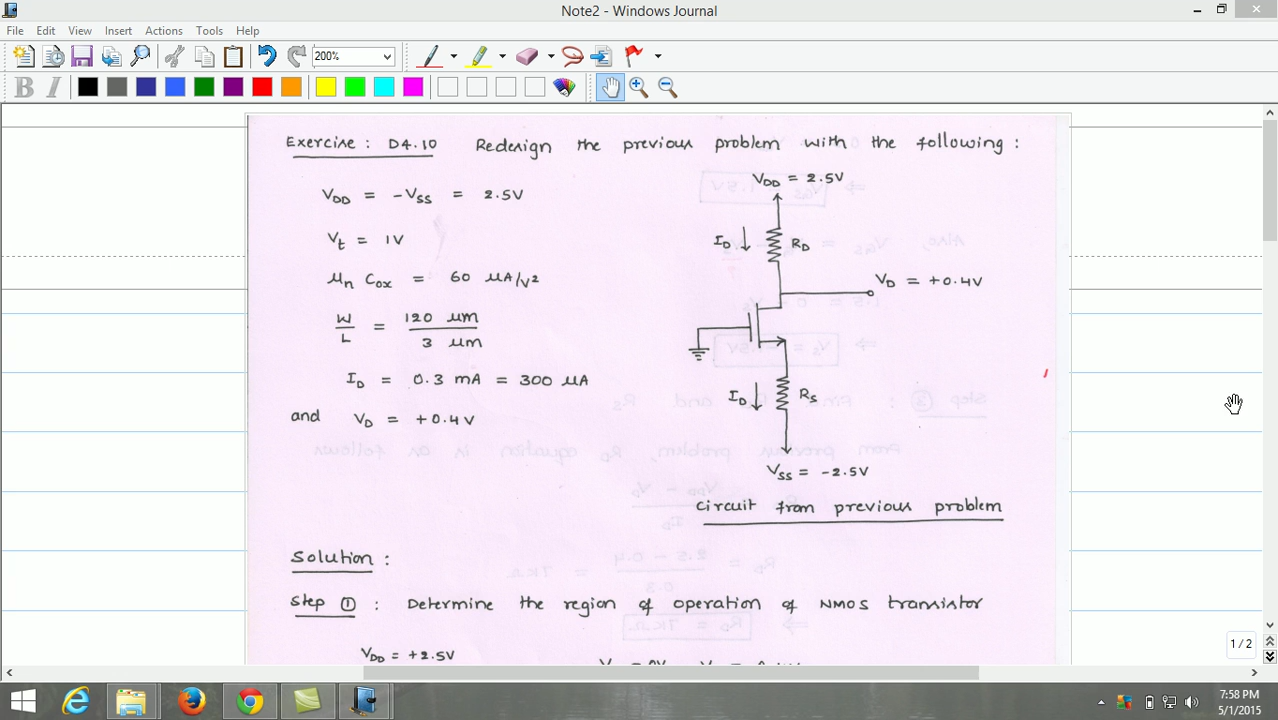 Note2 - Windows Journal
File Edit View Insert Actions Tools Help
200%
B I
Exercise : D4.10 Redesign the previous problem with the following :
VDD = -VSS = 2.5V
Vt = 1V
μn Cox = 60 μA/V²
W/L = 120 μm / 3 μm
ID = 0.3 mA = 300 μA
and VD = +0.4V
VDD = 2.5V
ID ↓ RD
VD = +0.4V
ID ↓ RS
VSS = -2.5V
Circuit from previous problem
Solution :
Step ① : Determine the region of operation of NMOS transistor
VDD = +2.5V
1 / 2
7:58 PM
5/1/2015